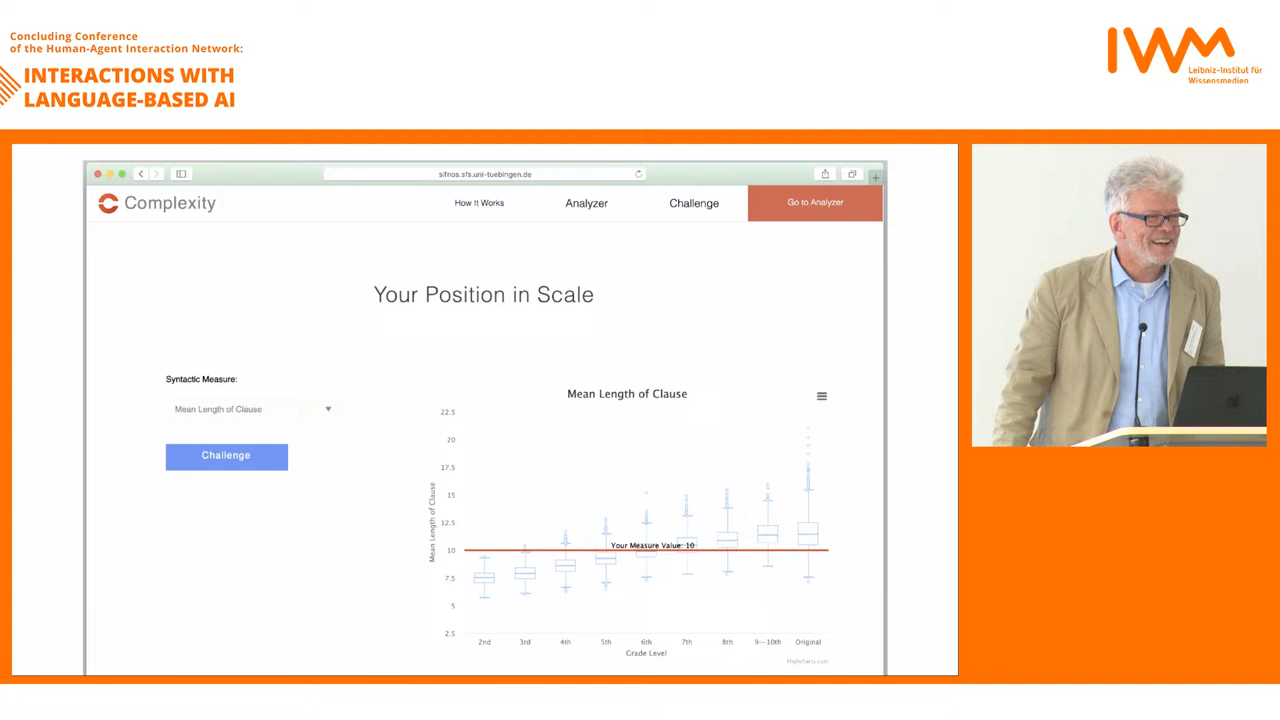 Concluding Conference
of the Human-Agent Interaction Network:
INTERACTIONS WITH
LANGUAGE-BASED AI
IWM
Leibniz-Institut für
Wissensmedien
sifnos.sfs.uni-tuebingen.de
Complexity
How It Works
Analyzer
Challenge
Go to Analyzer
Your Position in Scale
Syntactic Measure:
Mean Length of Clause
Challenge
Mean Length of Clause
Mean Length of Clause
22.5
20
17.5
15
12.5
10
7.5
5
2.5
Your Measure Value: 10
2nd 3rd 4th 5th 6th 7th 8th 9--10th Original
Grade Level
Highcharts.com